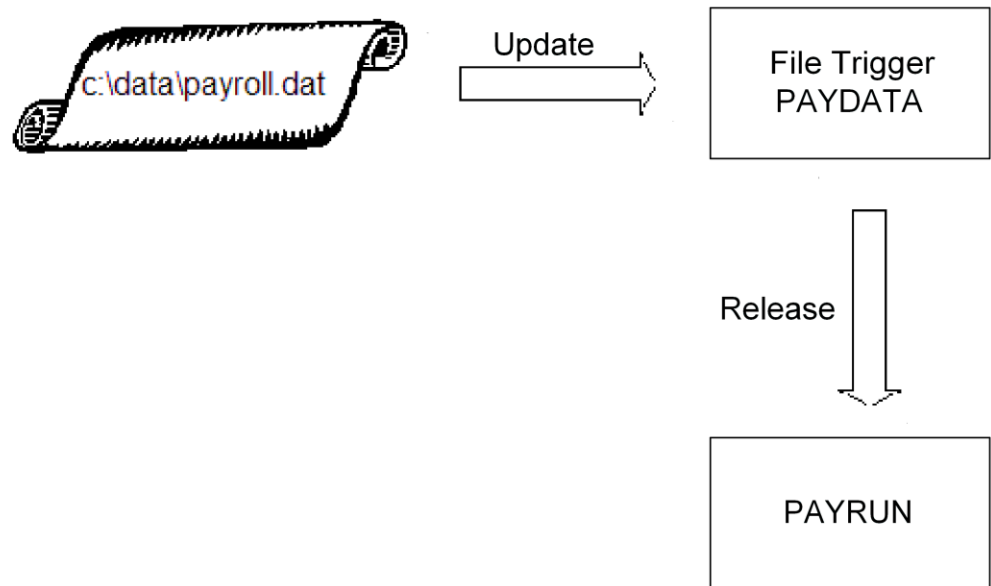 c:\data\payroll.dat
Update
File Trigger
PAYDATA
Release
PAYRUN